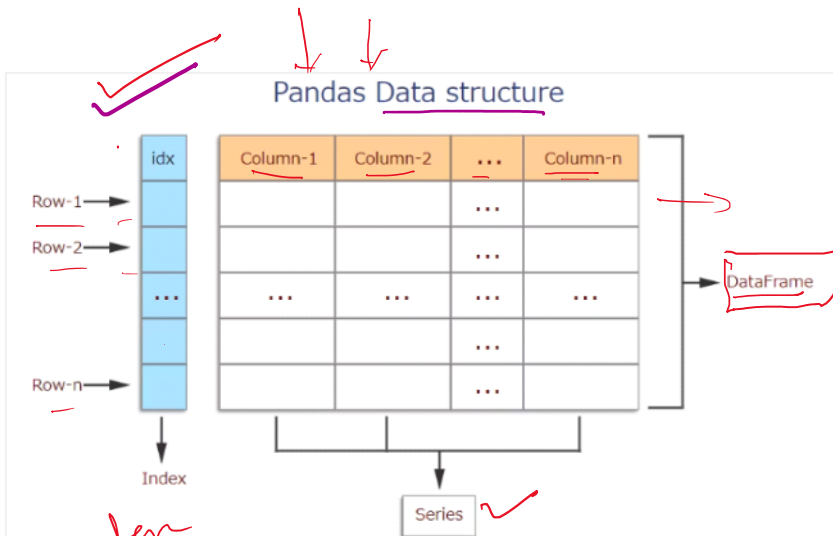 Pandas Data structure
idx Column-1 Column-2 ... Column-n
Row-1 ...
Row-2 ...
... ... ... ... ...
...
Row-n ...
DataFrame
Index
Series